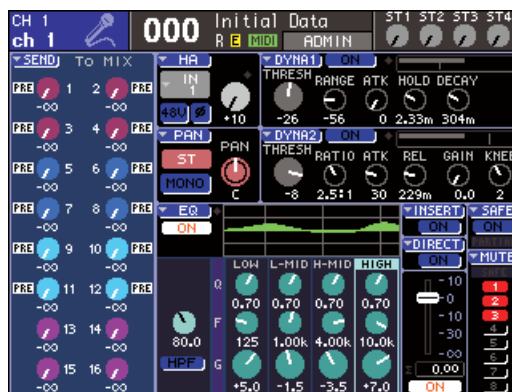 CH 1
ch 1
000 Initial Data
R E MIDI ADMIN
ST1 ST2 ST3 ST4
SEND TO MIX
PRE 1 2 PRE
-∞ -∞
PRE 3 4 PRE
-∞ -∞
PRE 5 6 PRE
-∞ -∞
PRE 7 8 PRE
-∞ -∞
PRE 9 10 PRE
-∞ -∞
PRE 11 12 PRE
-∞ -∞
13 14
-∞ -∞
15 16
-∞ -∞
HA
IN
1
48V Ø
+10
PAN
ST
MONO
PAN
C
DYNA1 ON
THRESH RANGE ATK HOLD DECAY
-26 -56 0 2.33m 304m
DYNA2 ON
THRESH RATIO ATK REL GAIN KNEE
-8 2.5:1 30 229m 0.0 2
EQ
ON
LOW L-MID H-MID HIGH
Q
0.70 0.70 0.70 0.70
F
80.0 125 1.00k 4.00k 10.0k
HPF
G
+5.0 -1.5 -3.5 +7.0
INSERT
ON
DIRECT
ON
10
0
-10
-30
-∞
0.00
ON
SAFE
ON
MUTE
SAFE
1
2
3
4
5
6
7
8